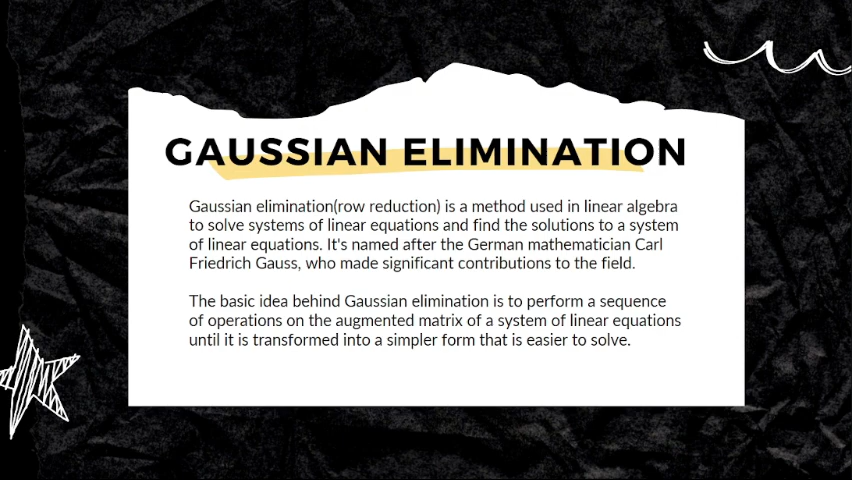 GAUSSIAN ELIMINATION
Gaussian elimination(row reduction) is a method used in linear algebra
to solve systems of linear equations and find the solutions to a system
of linear equations. It's named after the German mathematician Carl
Friedrich Gauss, who made significant contributions to the field.
The basic idea behind Gaussian elimination is to perform a sequence
of operations on the augmented matrix of a system of linear equations
until it is transformed into a simpler form that is easier to solve.